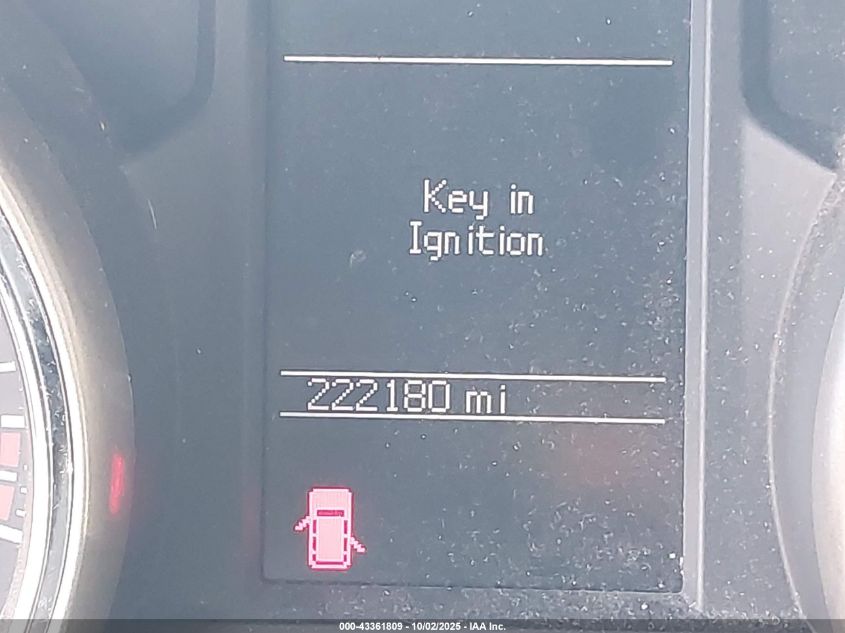 Key in
Ignition
222180 mi
000-43361809 - 10/02/2025 - IAA Inc.